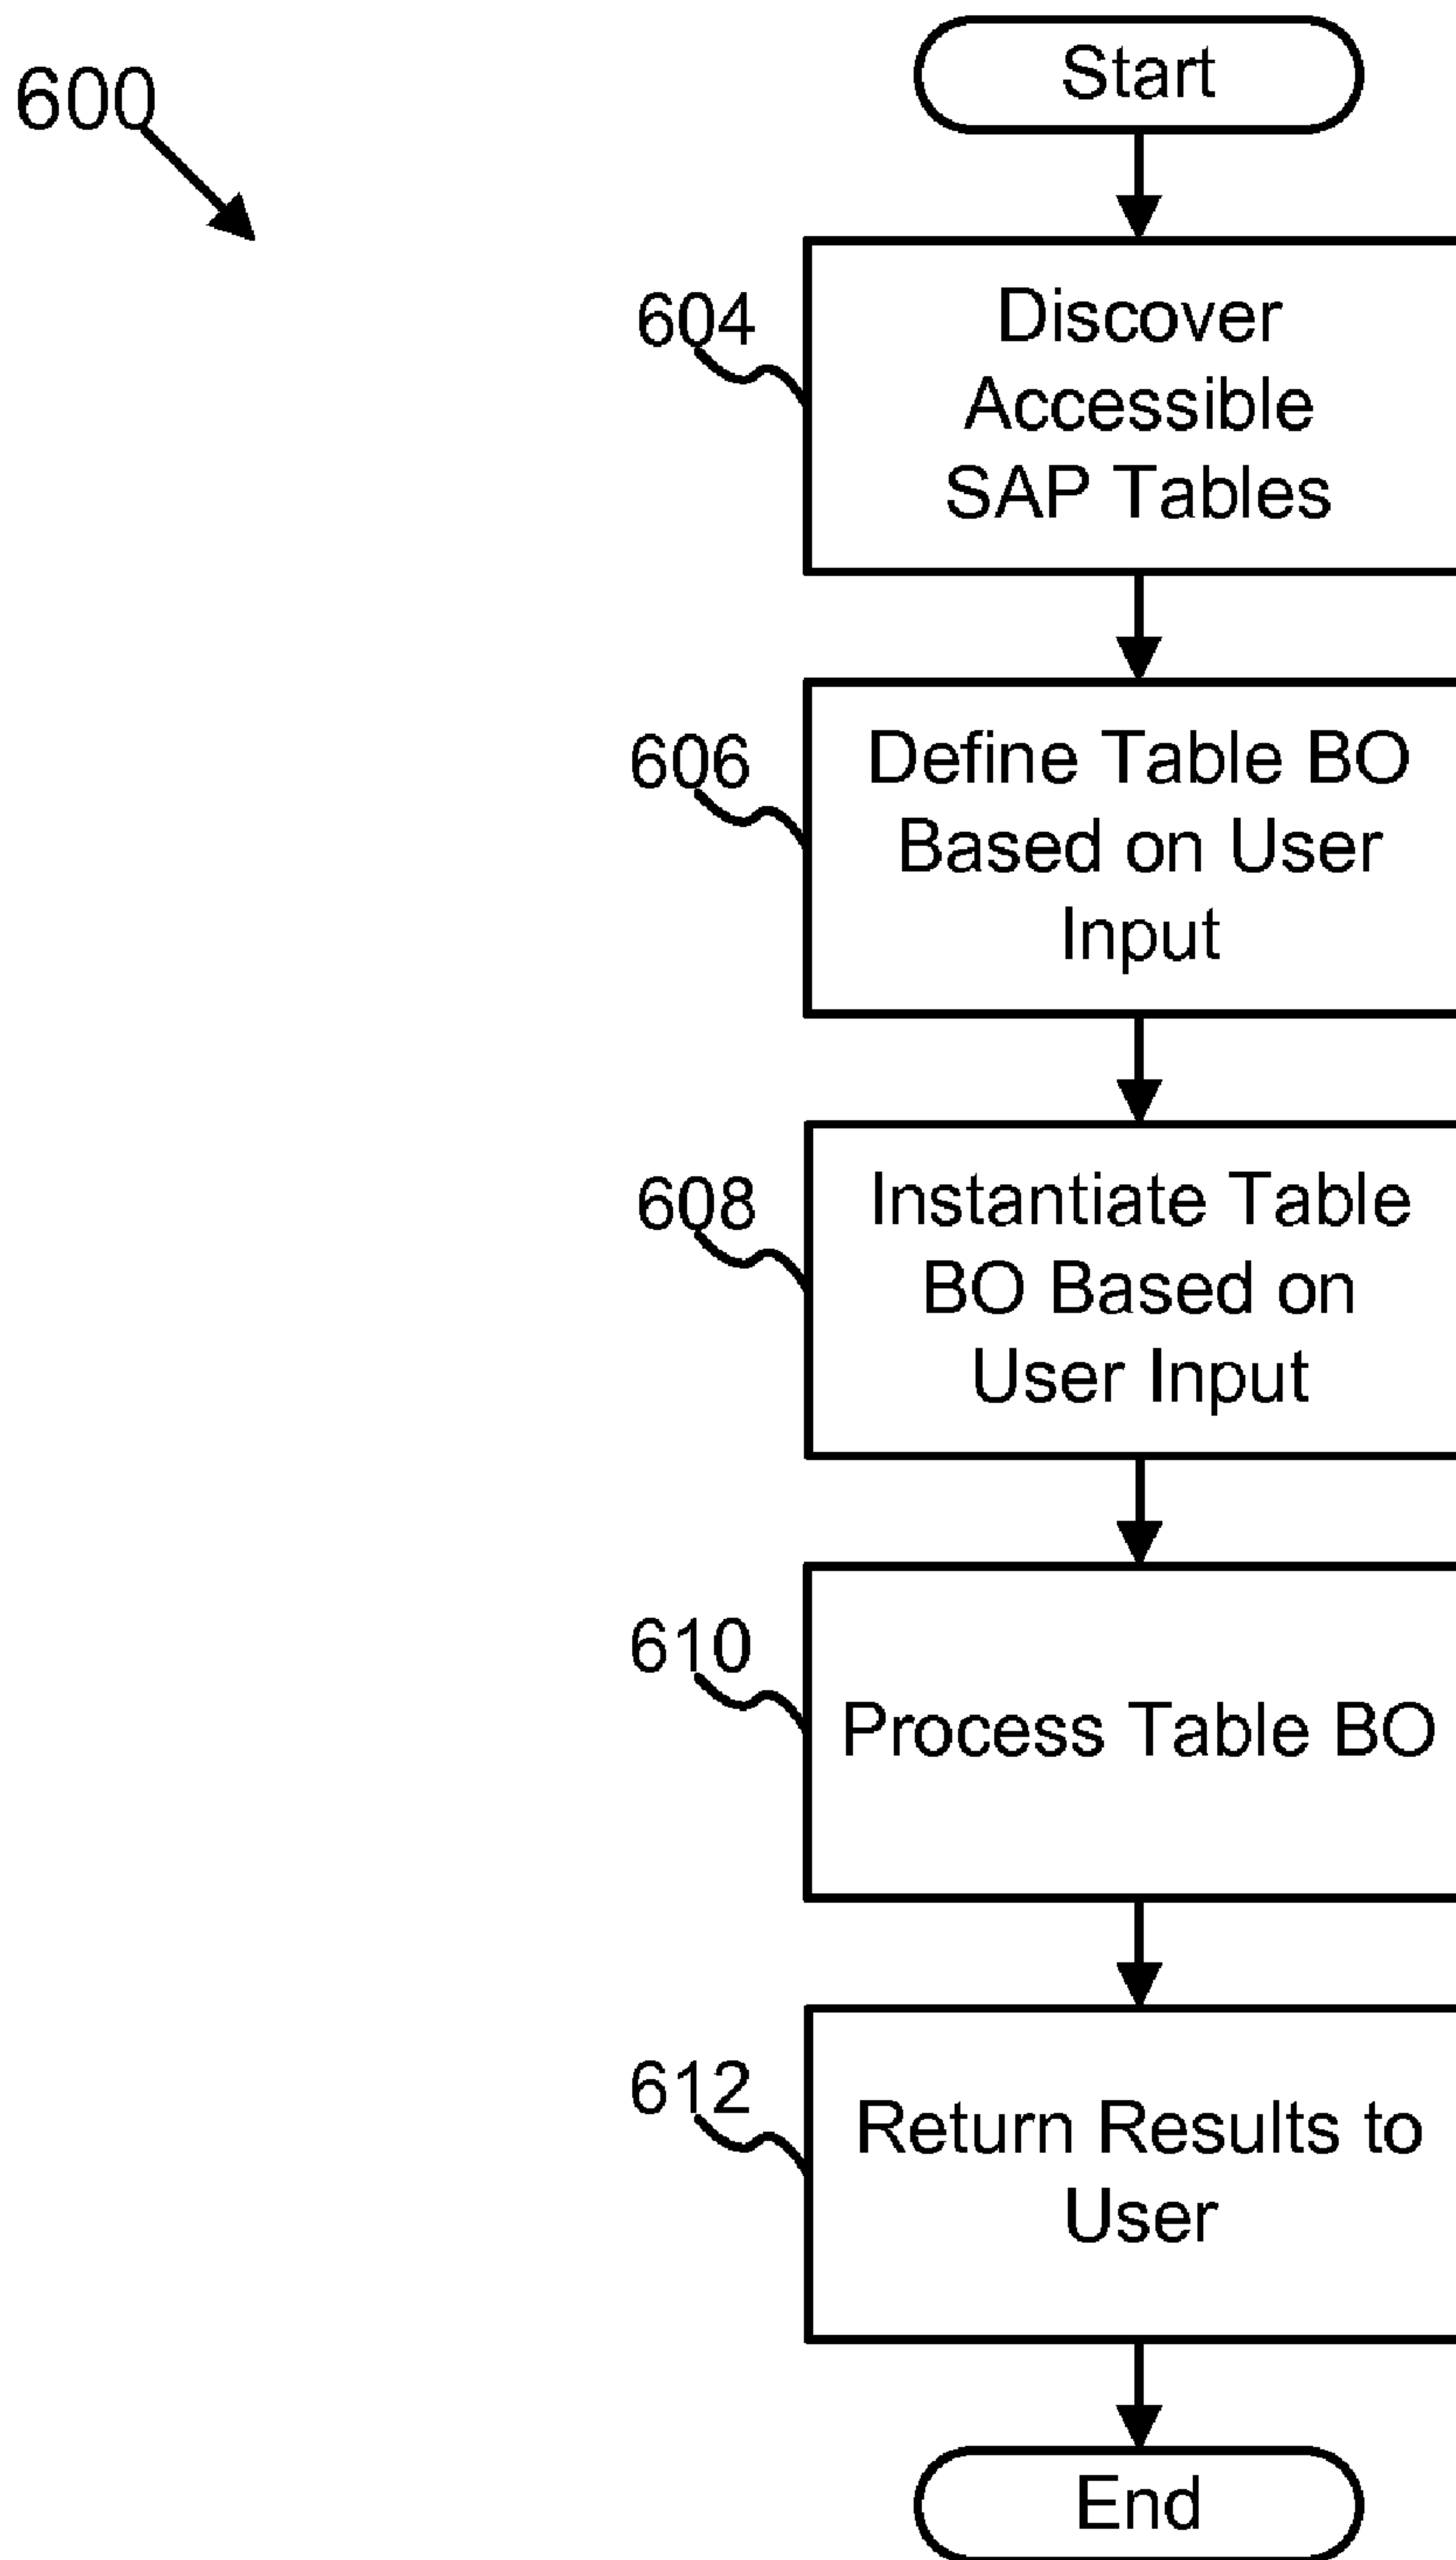 600
Start
604
Discover
Accessible
SAP Tables
606
Define Table BO
Based on User
Input
608
Instantiate Table
BO Based on
User Input
610
Process Table BO
612
Return Results to
User
End